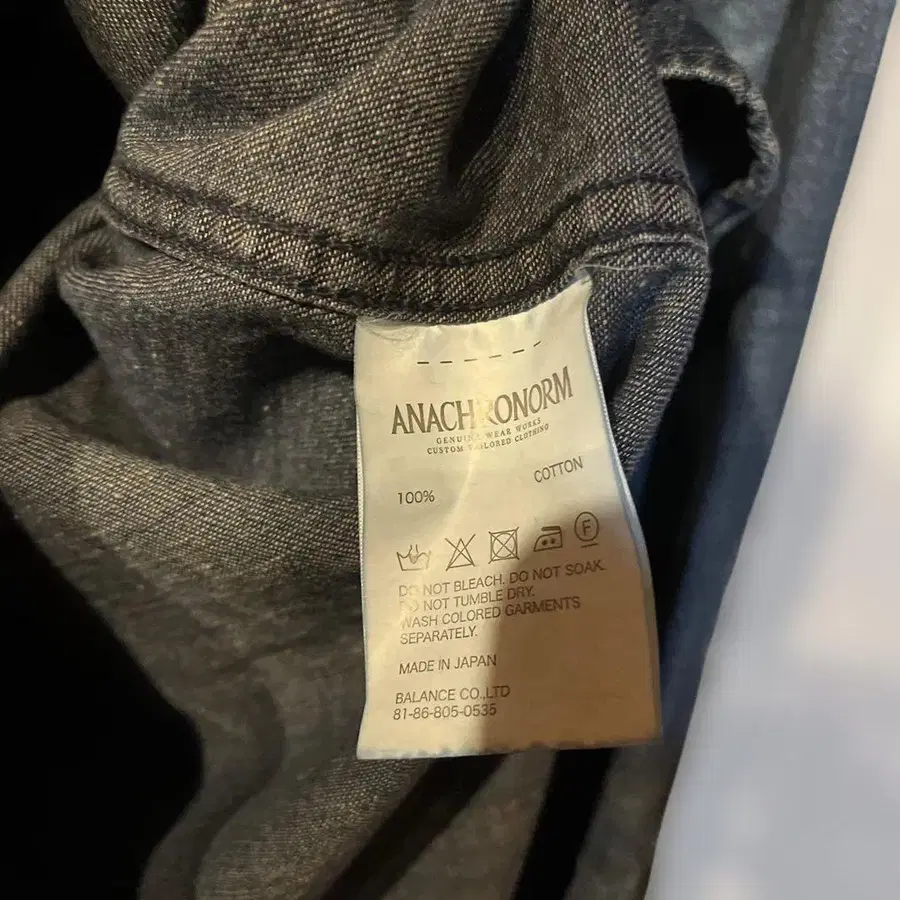 ANACHRONORM
GENUINE WEAR WORKS
CUSTOM TAILORED CLOTHING
100% COTTON
F
DO NOT BLEACH. DO NOT SOAK.
DO NOT TUMBLE DRY.
WASH COLORED GARMENTS
SEPARATELY.
MADE IN JAPAN
BALANCE CO.,LTD
81-86-805-0535